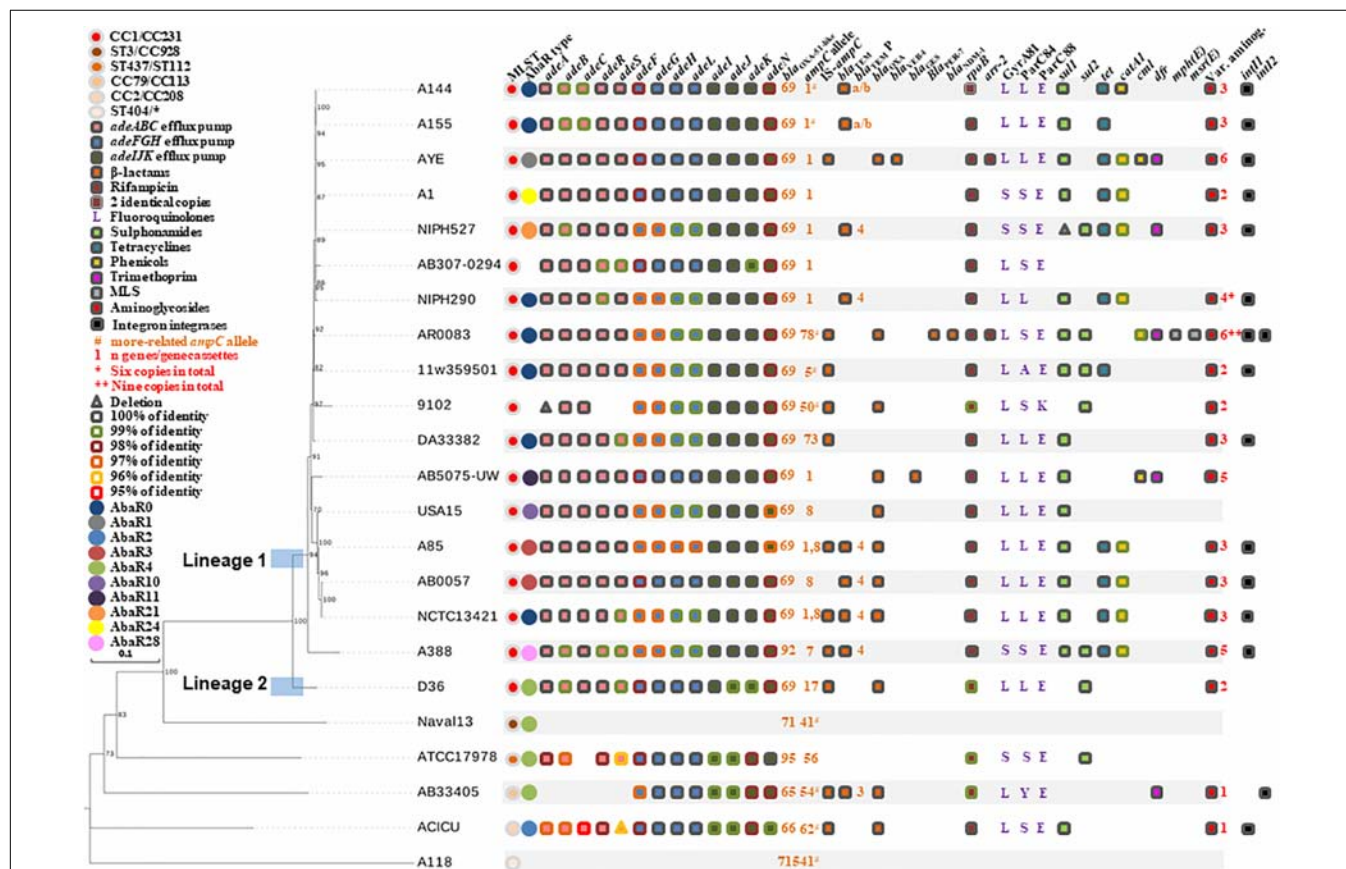 CC1/CC231
ST3/CC928
ST437/ST112
CC79/CC113
CC2/CC208
ST404/*
adeABC efflux pump
adeFGH efflux pump
adeIJK efflux pump
β-lactams
Rifampicin
2 identical copies
L Fluoroquinolones
Sulphonamides
Tetracyclines
Phenicols
Trimethoprim
MLS
Aminoglycosides
Integron integrases
# more-related ampC allele
1 n genes/genecassettes
* Six copies in total
** Nine copies in total
Deletion
100% of identity
99% of identity
98% of identity
97% of identity
96% of identity
95% of identity
AbaR0
AbaR1
AbaR2
AbaR3
AbaR4
AbaR10
AbaR11
AbaR21
AbaR24
AbaR28
0.1
Lineage 1
Lineage 2
MLST AbaR type adeA adeB adeC adeR adeS adeF adeG adeH adeL adeI adeJ adeK adeN ampC allele IS-ampC rpoB arr-2 GyrA81 ParC84 ParC88 sul1 sul2 tet catA1 cml dfr mph(E) msr(E) Var. aminog. intI1 intI2
A144 69 1# a/b L L E 3
A155 69 1# a/b L L E 3
AYE 69 1 L L E 6
A1 69 1 S S E 2
NIPH527 69 1 4 S S E 3
AB307-0294 69 1 L S E
NIPH290 69 1 4 L L 4*
AR0083 69 78# L S E 6**
11w359501 69 5# L A E 2
9102 69 50# L S K 2
DA33382 69 73 L L E 3
AB5075-UW 69 1 L L E 5
USA15 69 8 L L E
A85 69 1,8 4 L L E 3
AB0057 69 8 4 L L E 3
NCTC13421 69 1,8 4 L L E 3
A388 92 7 4 S S E 5
D36 69 17 L L E 2
Naval13 71 41#
ATCC17978 95 56 S S E
AB33405 65 54# 3 L Y E 1
ACICU 66 62# L S E 1
A118 71541#